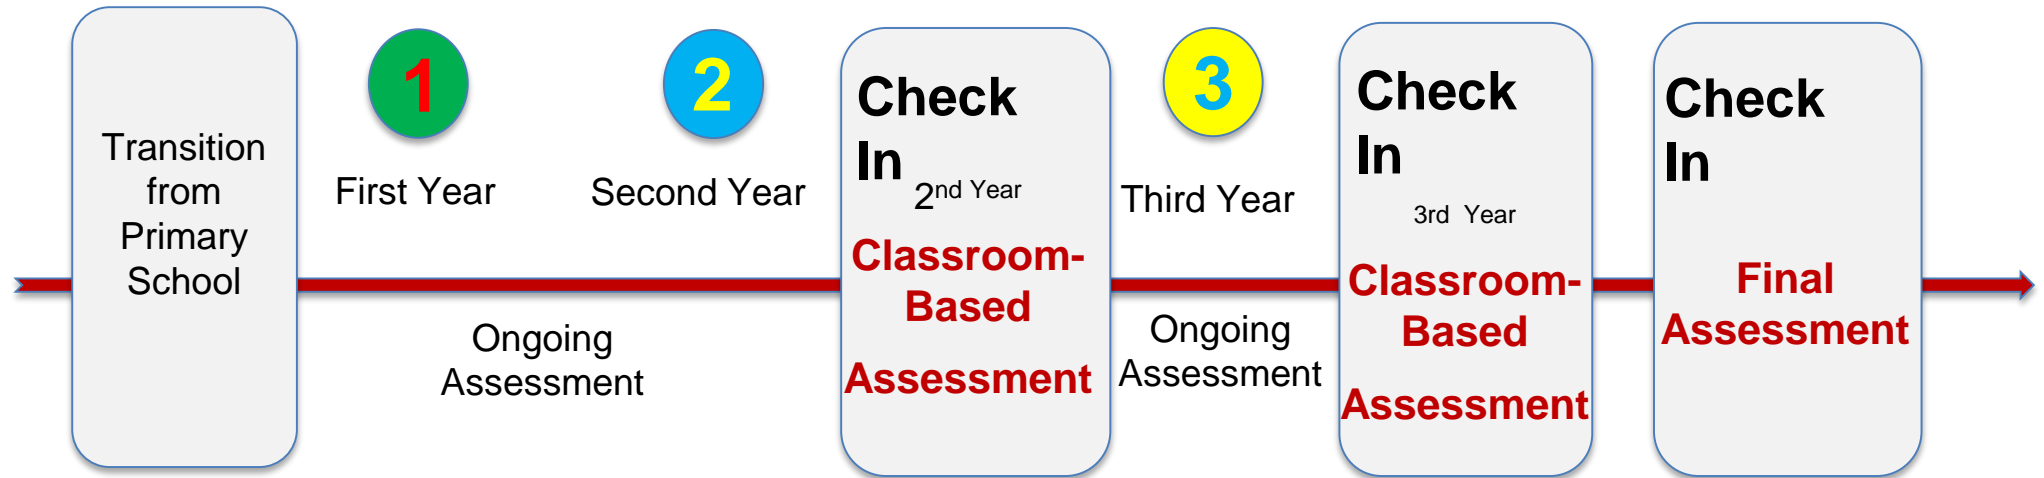 Transition
from
Primary
School
1
First Year
2
Second Year
Ongoing
Assessment
Check
In
2nd Year
Classroom-
Based
Assessment
3
Third Year
Ongoing
Assessment
Check
In
3rd Year
Classroom-
Based
Assessment
Check
In
Final
Assessment